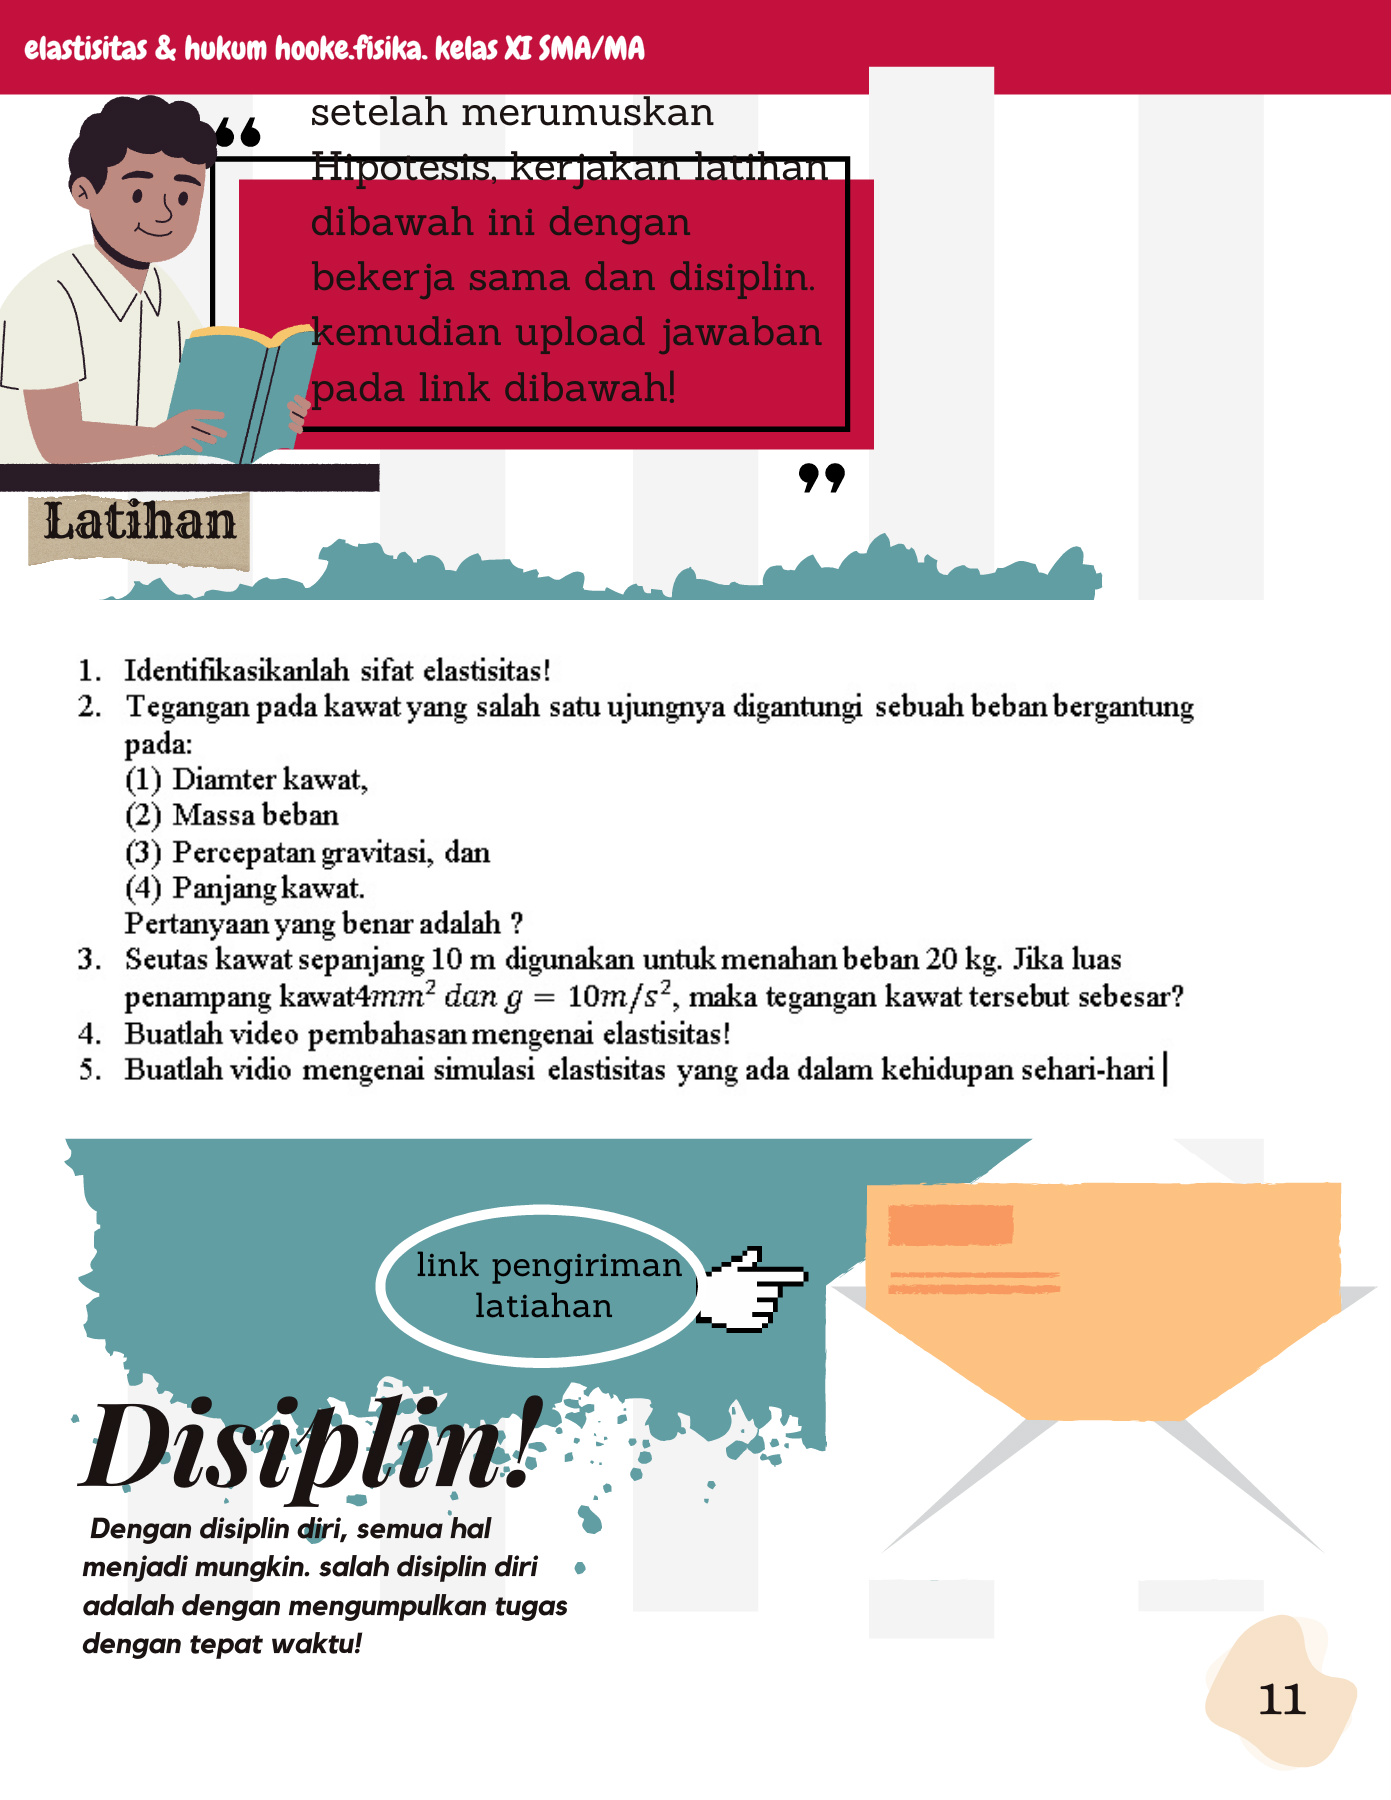 elastisitas & hukum hooke.fisika. kelas XI SMA/MA
“
setelah merumuskan
Hipotesis, kerjakan latihan
dibawah ini dengan
bekerja sama dan disiplin.
kemudian upload jawaban
pada link dibawah!
”
Latihan
1. Identifikasikanlah sifat elastisitas!
2. Tegangan pada kawat yang salah satu ujungnya digantungi sebuah beban bergantung
pada:
(1) Diamter kawat,
(2) Massa beban
(3) Percepatan gravitasi, dan
(4) Panjang kawat.
Pertanyaan yang benar adalah ?
3. Seutas kawat sepanjang 10 m digunakan untuk menahan beban 20 kg. Jika luas
penampang kawat4mm² dan g = 10m/s², maka tegangan kawat tersebut sebesar?
4. Buatlah video pembahasan mengenai elastisitas!
5. Buatlah vidio mengenai simulasi elastisitas yang ada dalam kehidupan sehari-hari
link pengiriman
latiahan
Disiplin!
Dengan disiplin diri, semua hal
menjadi mungkin. salah disiplin diri
adalah dengan mengumpulkan tugas
dengan tepat waktu!
11